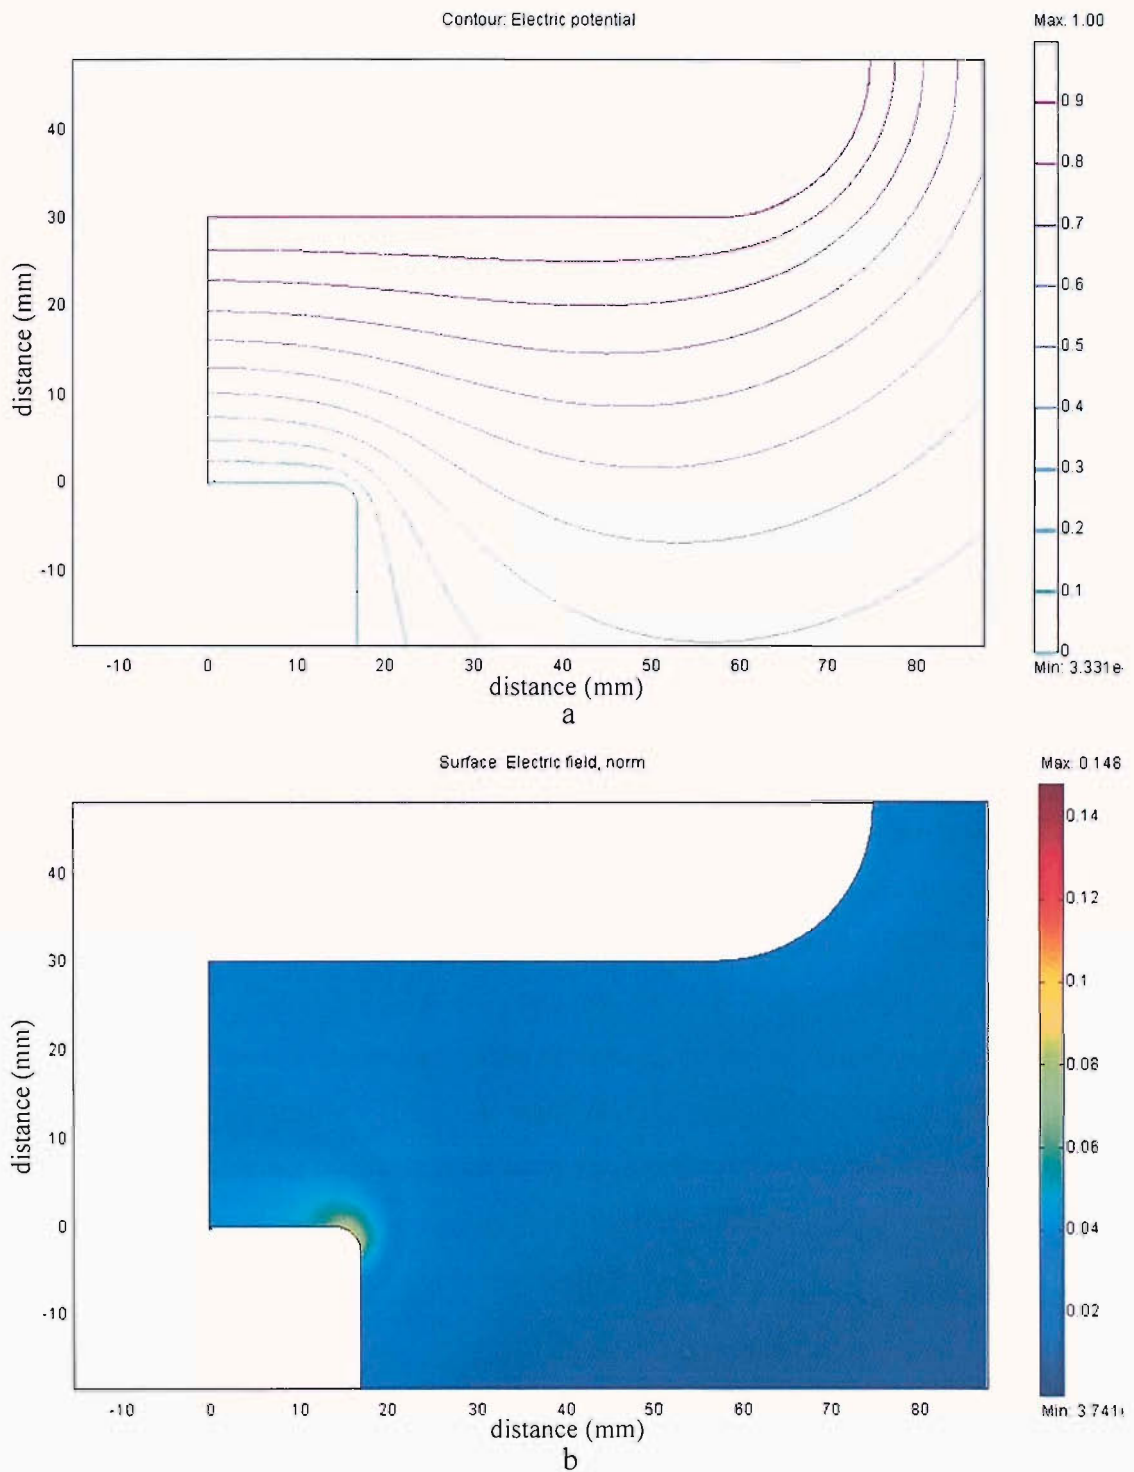 Contour: Electric potential
Max: 1.00
40
30
20
10
0
-10
distance (mm)
0.9
0.8
0.7
0.6
0.5
0.4
0.3
0.2
0.1
0
Min: 3.331e-
-10 0 10 20 30 40 50 60 70 80
distance (mm)
a
Surface: Electric field, norm
Max: 0.148
40
30
20
10
0
-10
distance (mm)
0.14
0.12
0.1
0.08
0.06
0.04
0.02
Min: 3.741
-10 0 10 20 30 40 50 60 70 80
distance (mm)
b